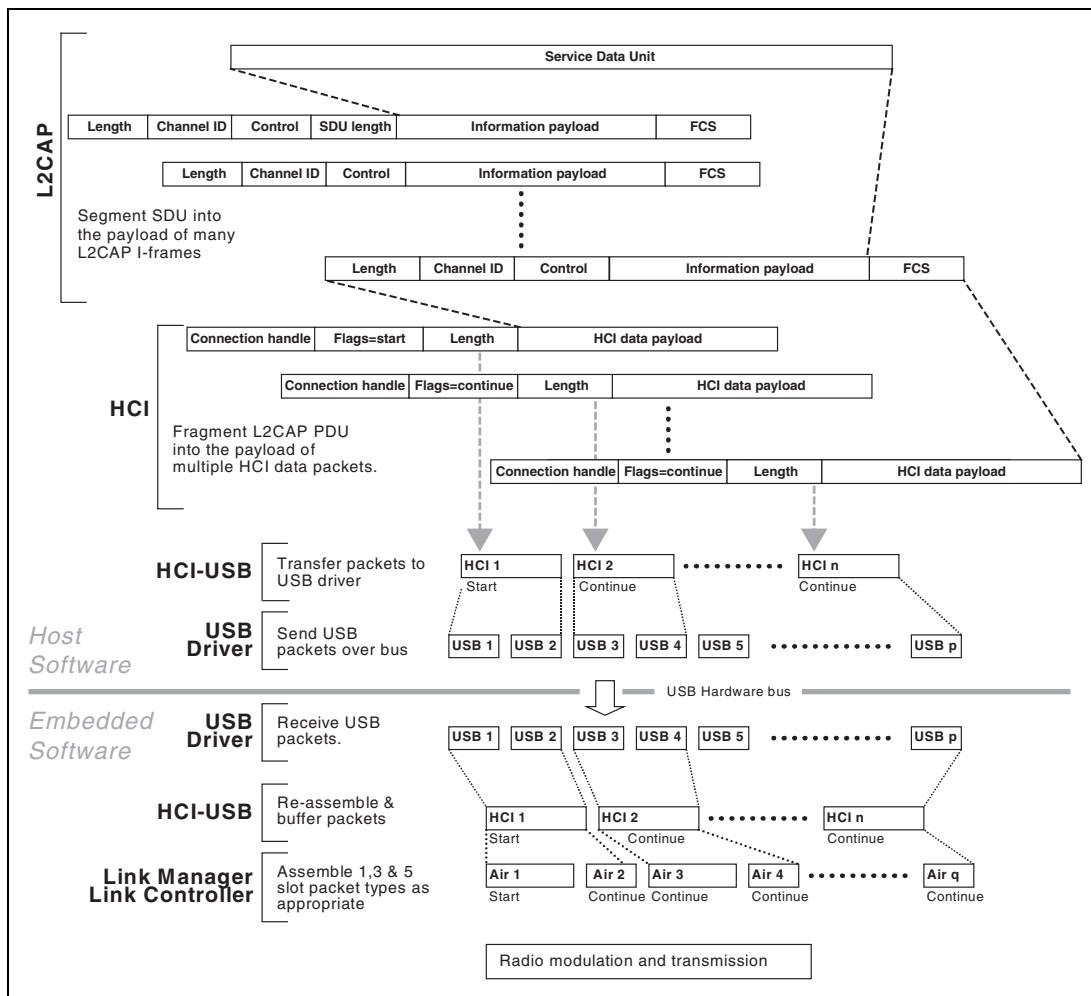 Service Data Unit
Length Channel ID Control SDU length Information payload FCS
Length Channel ID Control Information payload FCS
L2CAP
Segment SDU into
the payload of many
L2CAP I-frames
Length Channel ID Control Information payload FCS
Connection handle Flags=start Length HCI data payload
Connection handle Flags=continue Length HCI data payload
HCI
Fragment L2CAP PDU
into the payload of
multiple HCI data packets.
Connection handle Flags=continue Length HCI data payload
HCI-USB
Transfer packets to
USB driver
HCI 1 HCI 2 HCI n
Start Continue Continue
Host
Software
USB
Driver
Send USB
packets over bus
USB 1 USB 2 USB 3 USB 4 USB 5 USB p
USB Hardware bus
Embedded
Software
USB
Driver
Receive USB
packets.
USB 1 USB 2 USB 3 USB 4 USB 5 USB p
HCI-USB
Re-assemble &
buffer packets
HCI 1 HCI 2 HCI n
Start Continue Continue
Link Manager
Link Controller
Assemble 1,3 & 5
slot packet types as
appropriate
Air 1 Air 2 Air 3 Air 4 Air q
Start Continue Continue Continue Continue
Radio modulation and transmission